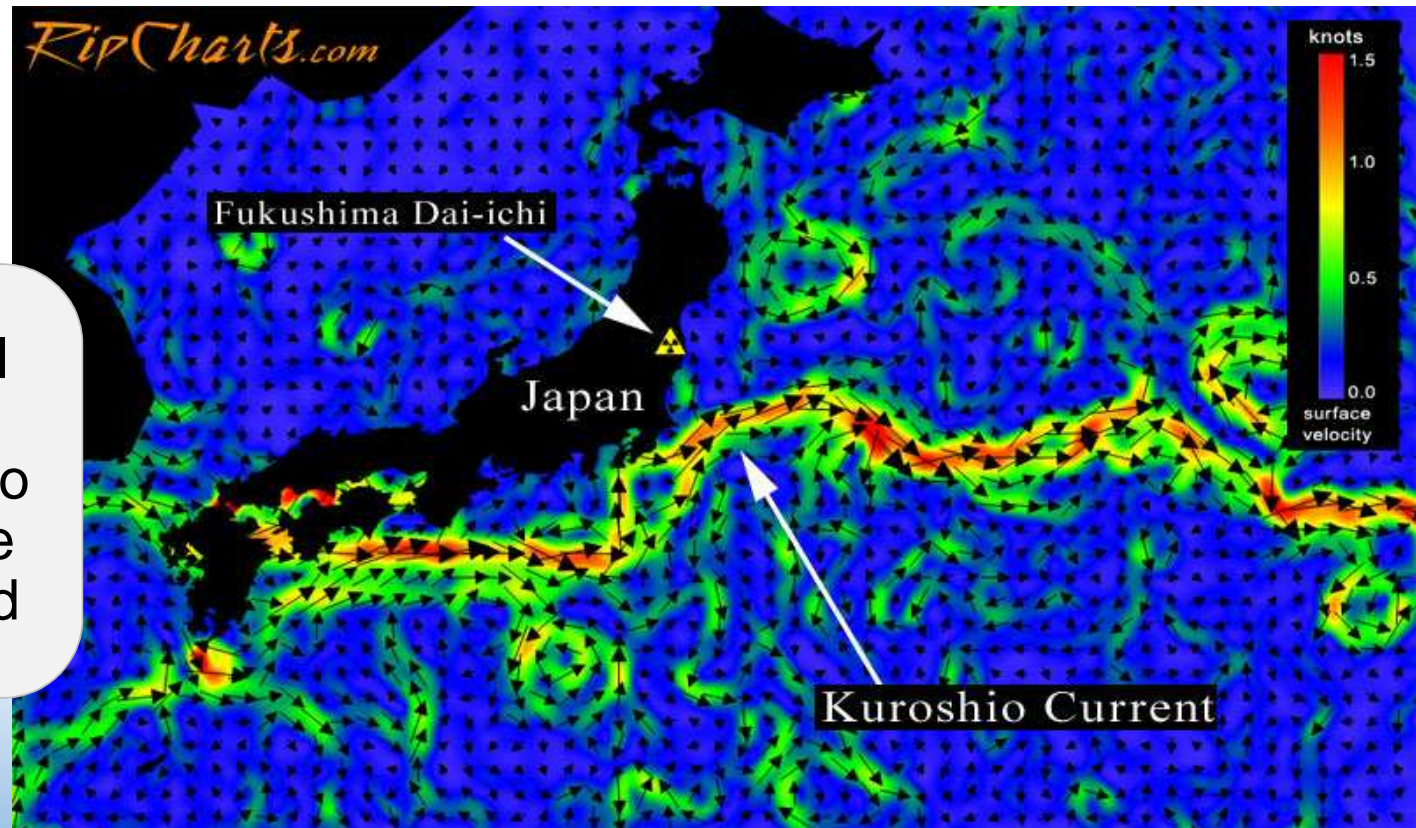 RipCharts.com
knots
1.5
1.0
0.5
0.0
surface
velocity
Fukushima Dai-ichi
Japan
Kuroshio Current
o
e
d